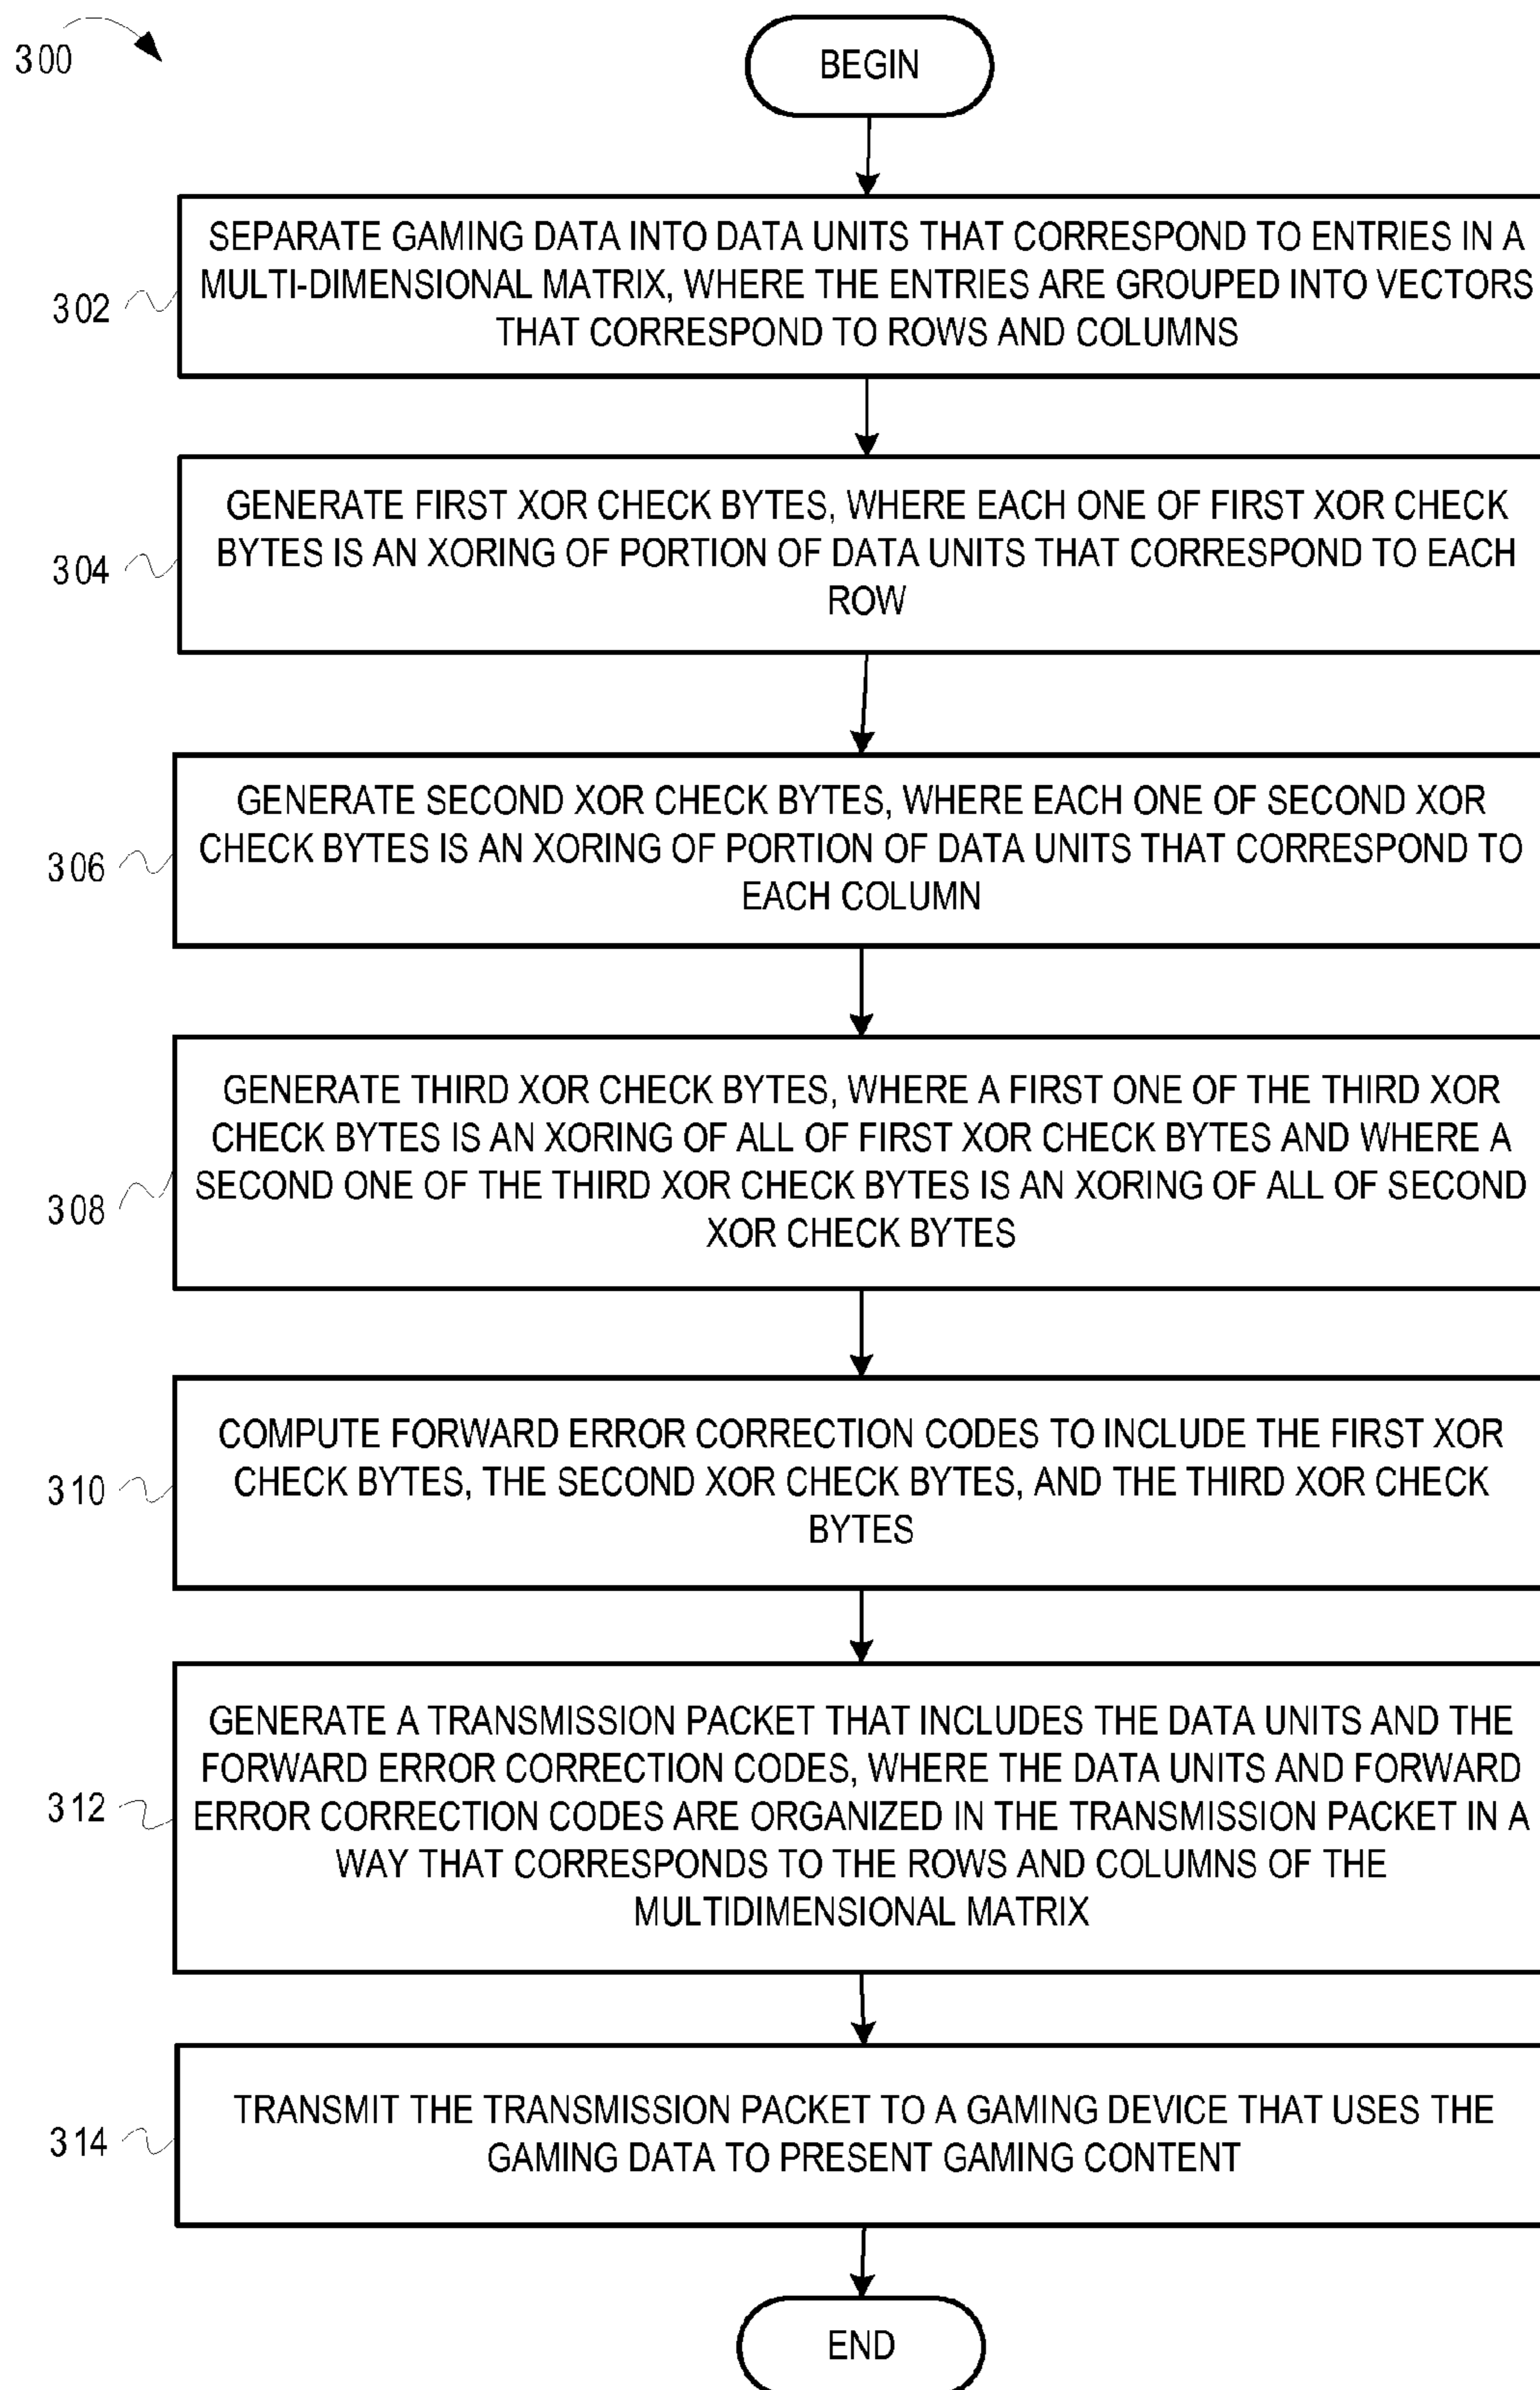 300
BEGIN
SEPARATE GAMING DATA INTO DATA UNITS THAT CORRESPOND TO ENTRIES IN A
MULTI-DIMENSIONAL MATRIX, WHERE THE ENTRIES ARE GROUPED INTO VECTORS
THAT CORRESPOND TO ROWS AND COLUMNS
302
GENERATE FIRST XOR CHECK BYTES, WHERE EACH ONE OF FIRST XOR CHECK
BYTES IS AN XORING OF PORTION OF DATA UNITS THAT CORRESPOND TO EACH
ROW
304
GENERATE SECOND XOR CHECK BYTES, WHERE EACH ONE OF SECOND XOR
CHECK BYTES IS AN XORING OF PORTION OF DATA UNITS THAT CORRESPOND TO
EACH COLUMN
306
GENERATE THIRD XOR CHECK BYTES, WHERE A FIRST ONE OF THE THIRD XOR
CHECK BYTES IS AN XORING OF ALL OF FIRST XOR CHECK BYTES AND WHERE A
SECOND ONE OF THE THIRD XOR CHECK BYTES IS AN XORING OF ALL OF SECOND
XOR CHECK BYTES
308
COMPUTE FORWARD ERROR CORRECTION CODES TO INCLUDE THE FIRST XOR
CHECK BYTES, THE SECOND XOR CHECK BYTES, AND THE THIRD XOR CHECK
BYTES
310
GENERATE A TRANSMISSION PACKET THAT INCLUDES THE DATA UNITS AND THE
FORWARD ERROR CORRECTION CODES, WHERE THE DATA UNITS AND FORWARD
ERROR CORRECTION CODES ARE ORGANIZED IN THE TRANSMISSION PACKET IN A
WAY THAT CORRESPONDS TO THE ROWS AND COLUMNS OF THE
MULTIDIMENSIONAL MATRIX
312
TRANSMIT THE TRANSMISSION PACKET TO A GAMING DEVICE THAT USES THE
GAMING DATA TO PRESENT GAMING CONTENT
314
END